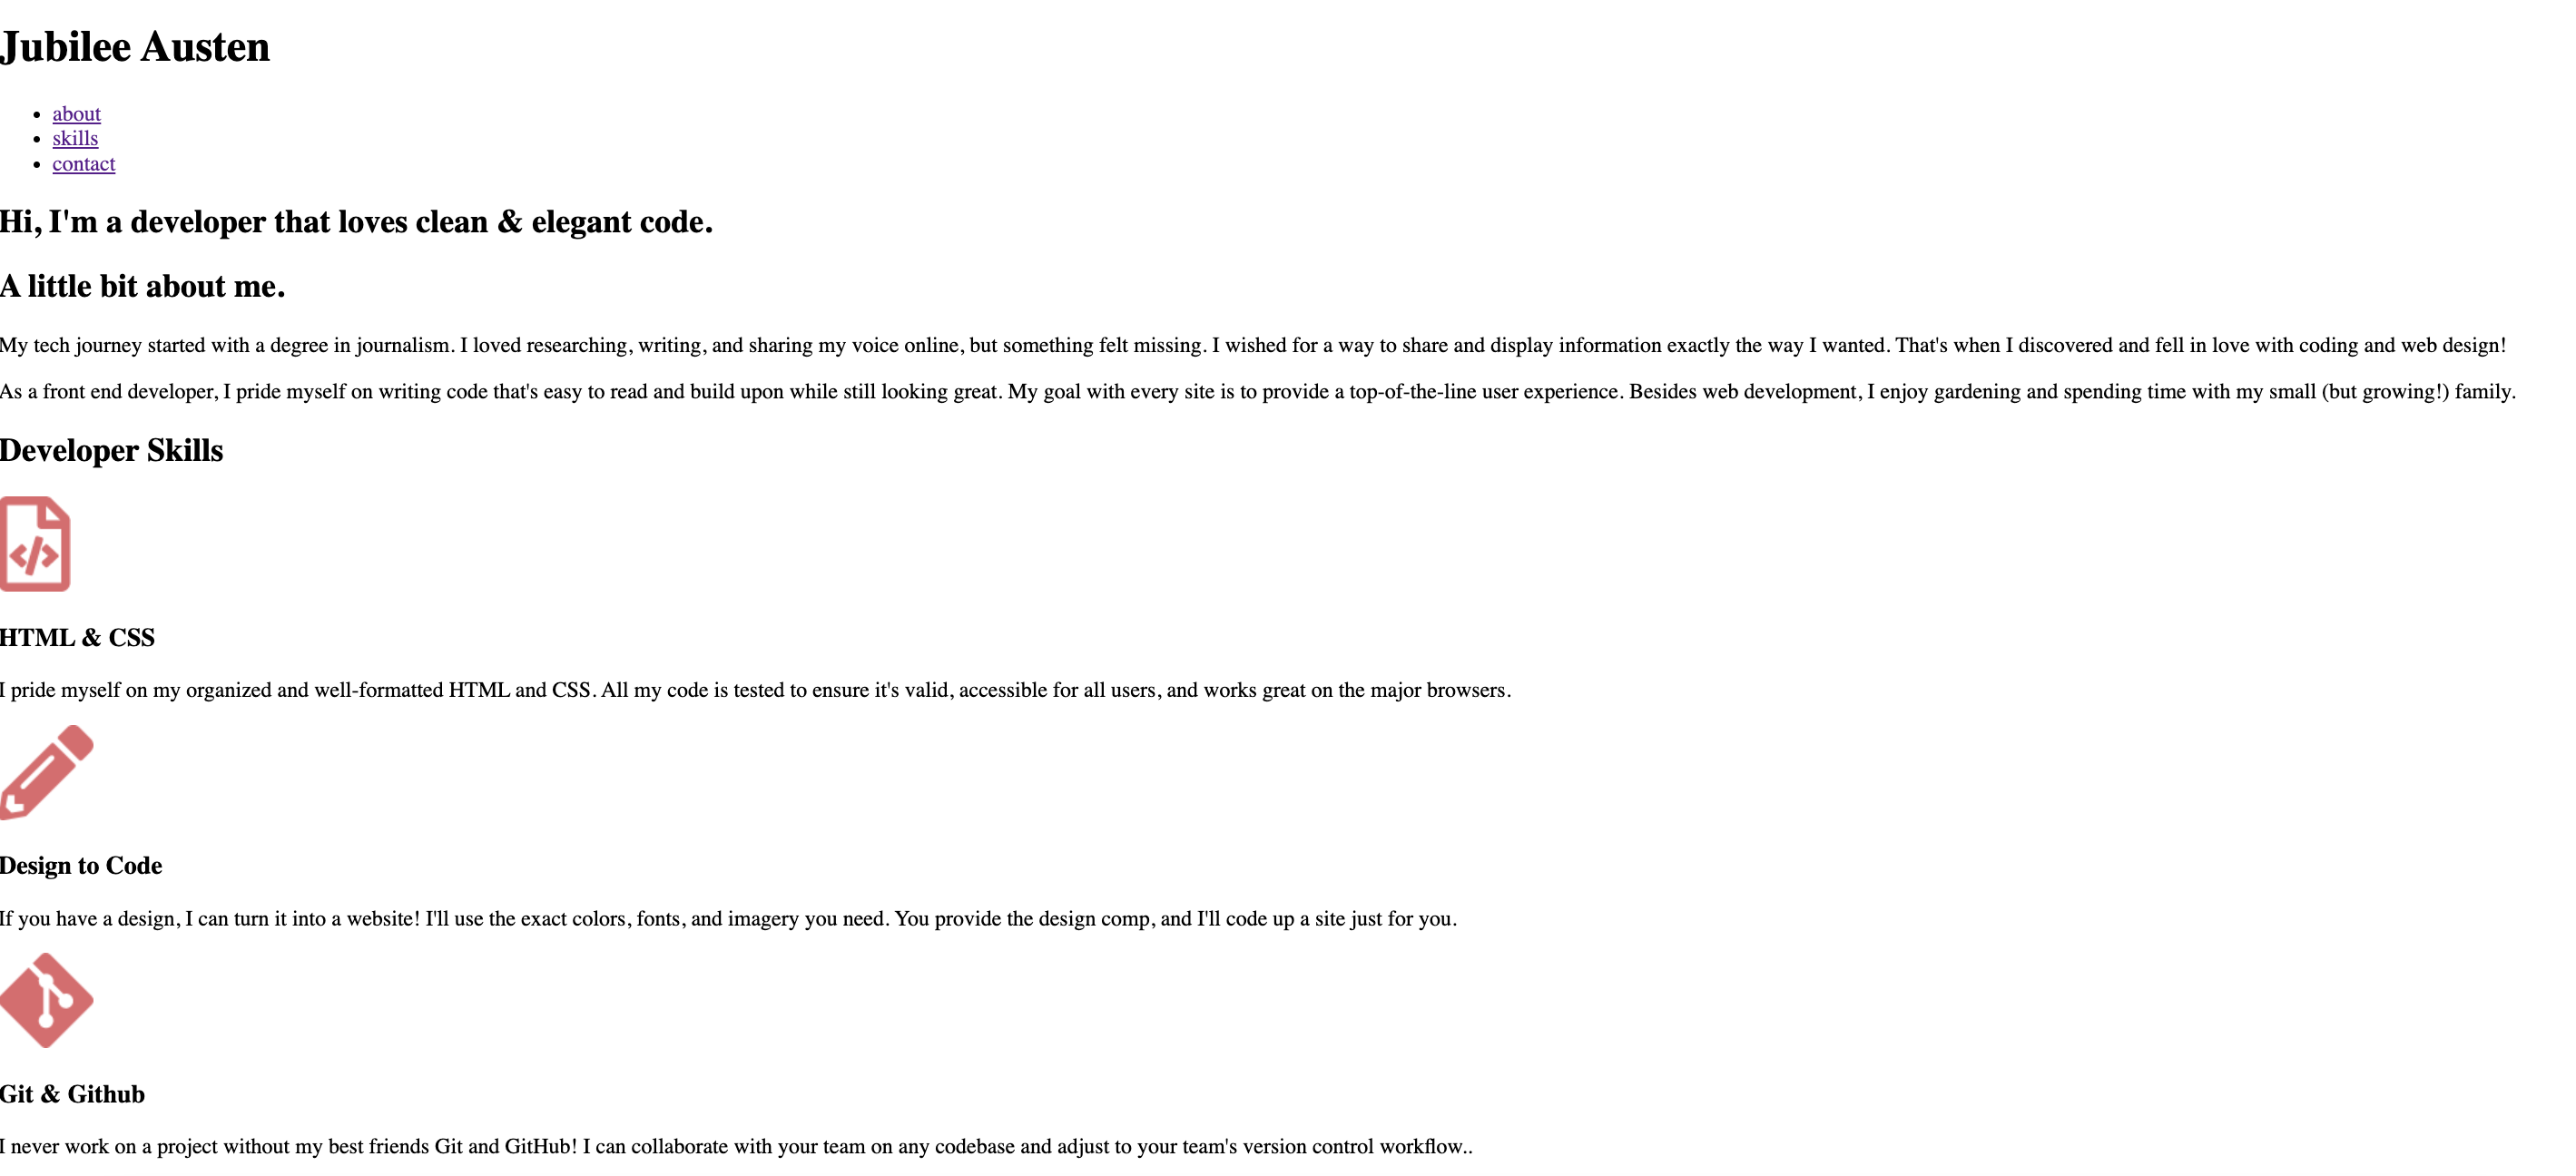 Jubilee Austen
about
skills
contact
Hi, I'm a developer that loves clean & elegant code.
A little bit about me.
My tech journey started with a degree in journalism. I loved researching, writing, and sharing my voice online, but something felt missing. I wished for a way to share and display information exactly the way I wanted. That's when I discovered and fell in love with coding and web design!
As a front end developer, I pride myself on writing code that's easy to read and build upon while still looking great. My goal with every site is to provide a top-of-the-line user experience. Besides web development, I enjoy gardening and spending time with my small (but growing!) family.
Developer Skills
</>
HTML & CSS
I pride myself on my organized and well-formatted HTML and CSS. All my code is tested to ensure it's valid, accessible for all users, and works great on the major browsers.
Design to Code
If you have a design, I can turn it into a website! I'll use the exact colors, fonts, and imagery you need. You provide the design comp, and I'll code up a site just for you.
Git & Github
I never work on a project without my best friends Git and GitHub! I can collaborate with your team on any codebase and adjust to your team's version control workflow..